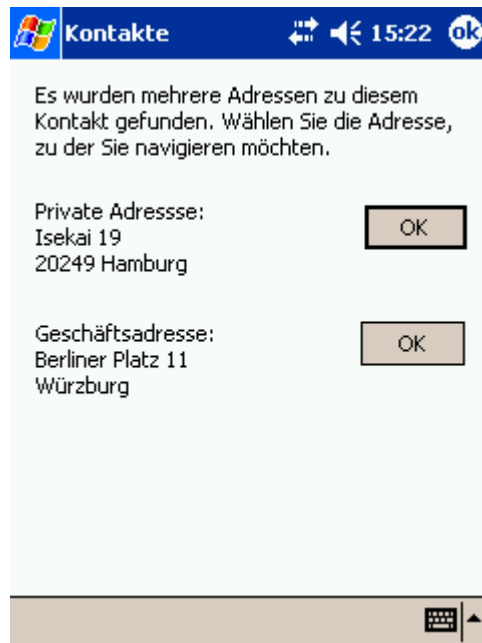 Kontakte 15:22 ok
Es wurden mehrere Adressen zu diesem
Kontakt gefunden. Wählen Sie die Adresse,
zu der Sie navigieren möchten.
Private Adressse:
Isekai 19
20249 Hamburg
OK
Geschäftsadresse:
Berliner Platz 11
Würzburg
OK